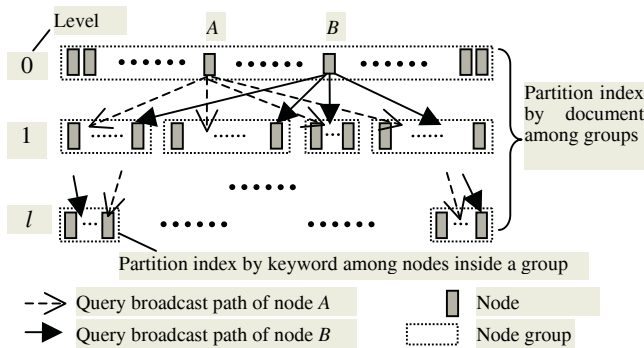 Level
A B
0
1
l
Partition index
by document
among groups
Partition index by keyword among nodes inside a group
Query broadcast path of node A
Node
Query broadcast path of node B
Node group